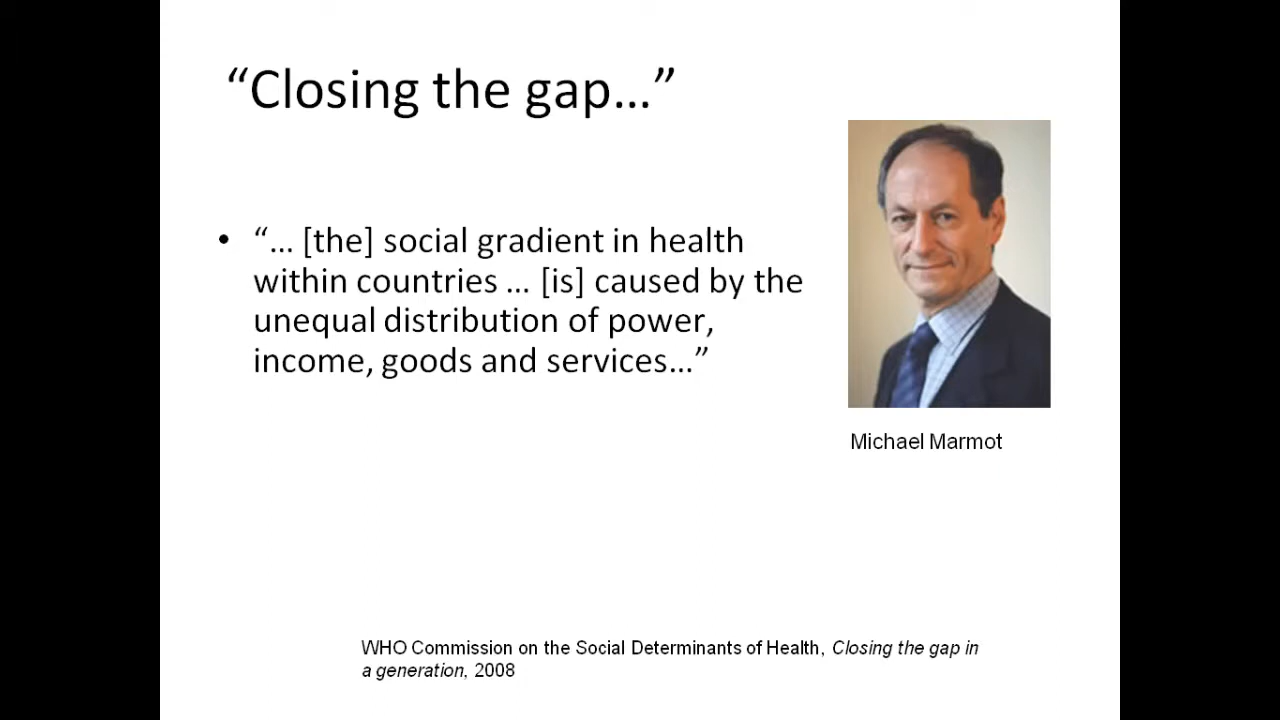 “Closing the gap…”
• “… [the] social gradient in health
within countries … [is] caused by the
unequal distribution of power,
income, goods and services…”
Michael Marmot
WHO Commission on the Social Determinants of Health, Closing the gap in
a generation, 2008